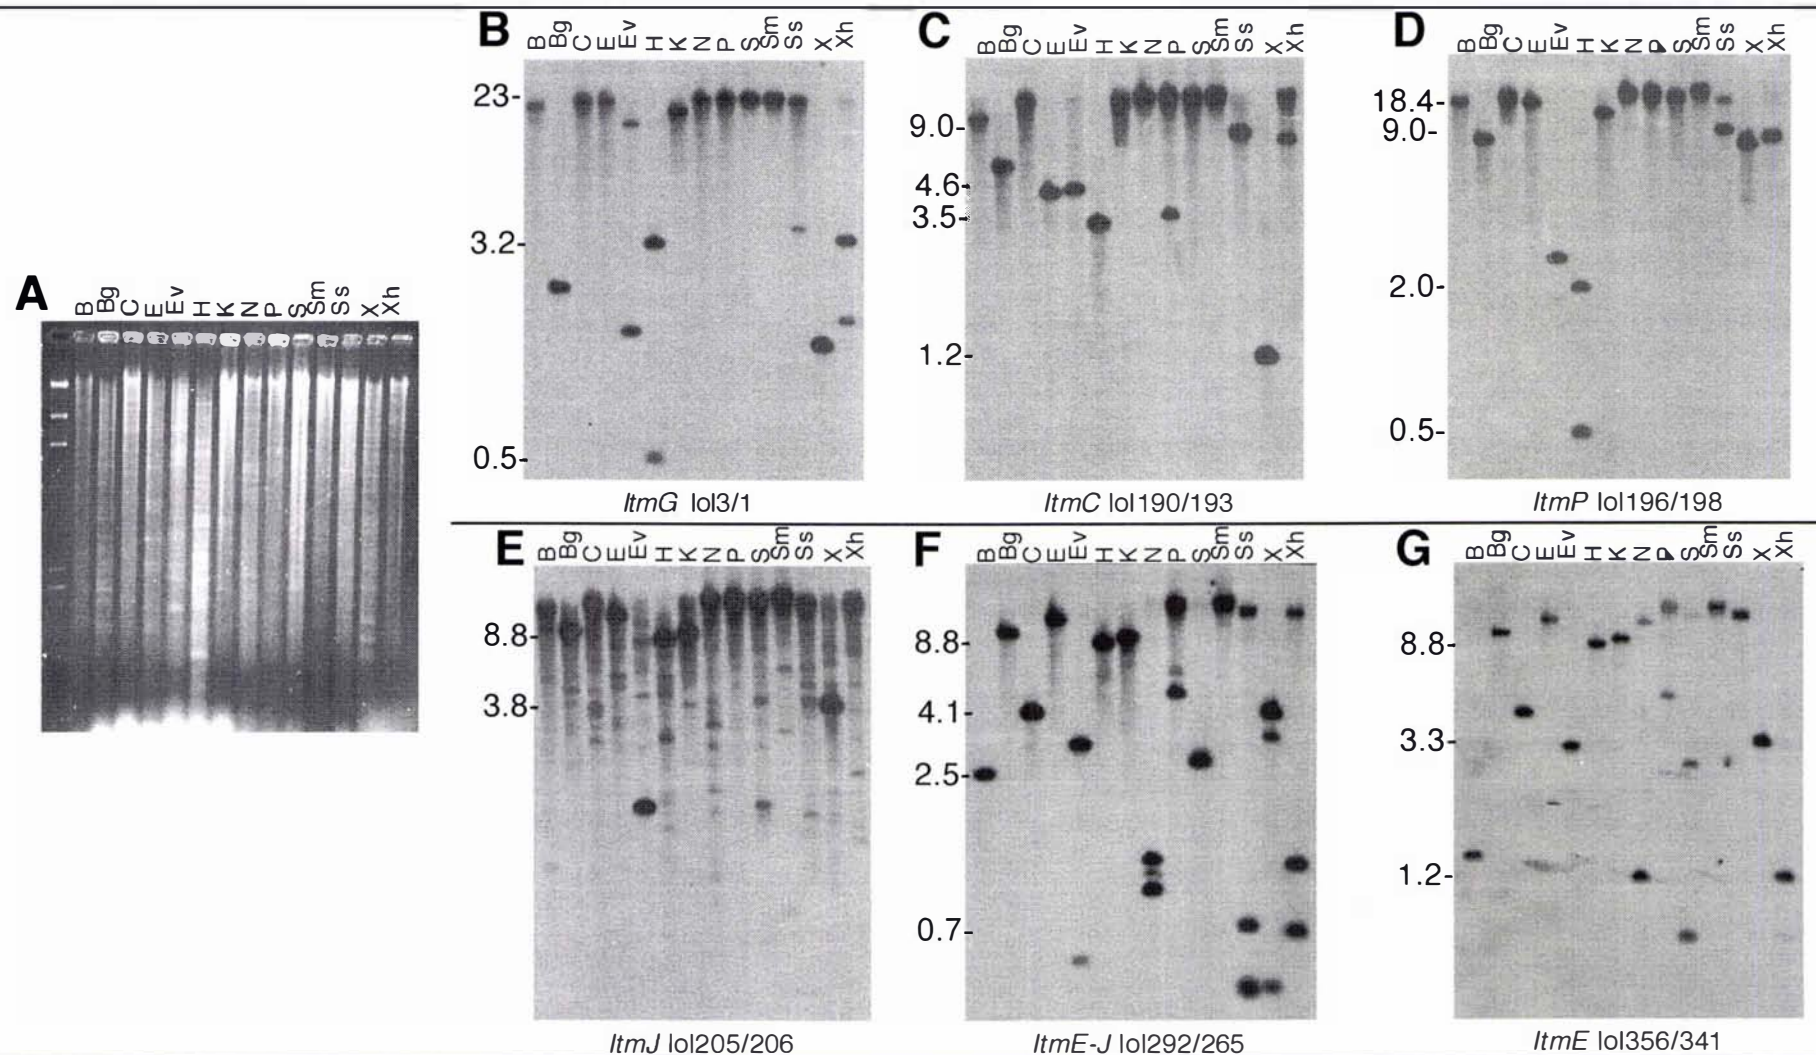 A
B Bg C E Ev H K N P S Sm Ss X Xh
B
B Bg C E Ev H K N P S Sm Ss X Xh
23-
3.2-
0.5-
ltmG lol3/1
C
B Bg C E Ev H K N P S Sm Ss X Xh
9.0-
4.6-
3.5-
1.2-
ltmC lol190/193
D
B Bg C E Ev H K N P S Sm Ss X Xh
18.4-
9.0-
2.0-
0.5-
ltmP lol196/198
E
B Bg C E Ev H K N P S Sm Ss X Xh
8.8-
3.8-
ltmJ lol205/206
F
B Bg C E Ev H K N P S Sm Ss X Xh
8.8-
4.1-
2.5-
0.7-
ltmE-J lol292/265
G
B Bg C E Ev H K N P S Sm Ss X Xh
8.8-
3.3-
1.2-
ltmE lol356/341